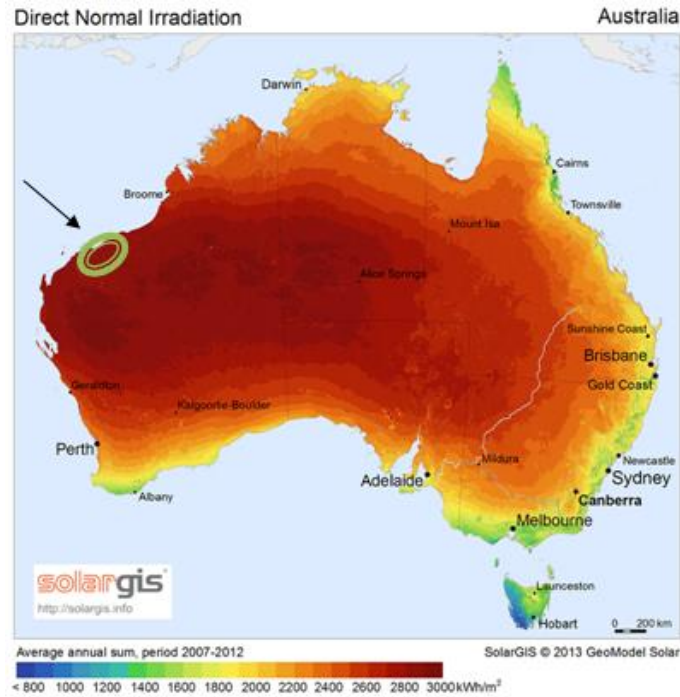 Direct Normal Irradiation Australia
Darwin
Cairns
Broome
Townsville
Mount Isa
Alice Springs
Sunshine Coast
Brisbane
Gold Coast
Geraldton
Kalgoorlie-Boulder
Perth
Mildura
Newcastle
Adelaide
Sydney
Albany
Canberra
Melbourne
solargis
http://solargis.info
Launceston
Hobart
0 200 km
Average annual sum, period 2007-2012 SolarGIS © 2013 GeoModel Solar
< 800 1000 1200 1400 1600 1800 2000 2200 2400 2600 2800 3000kWh/m²